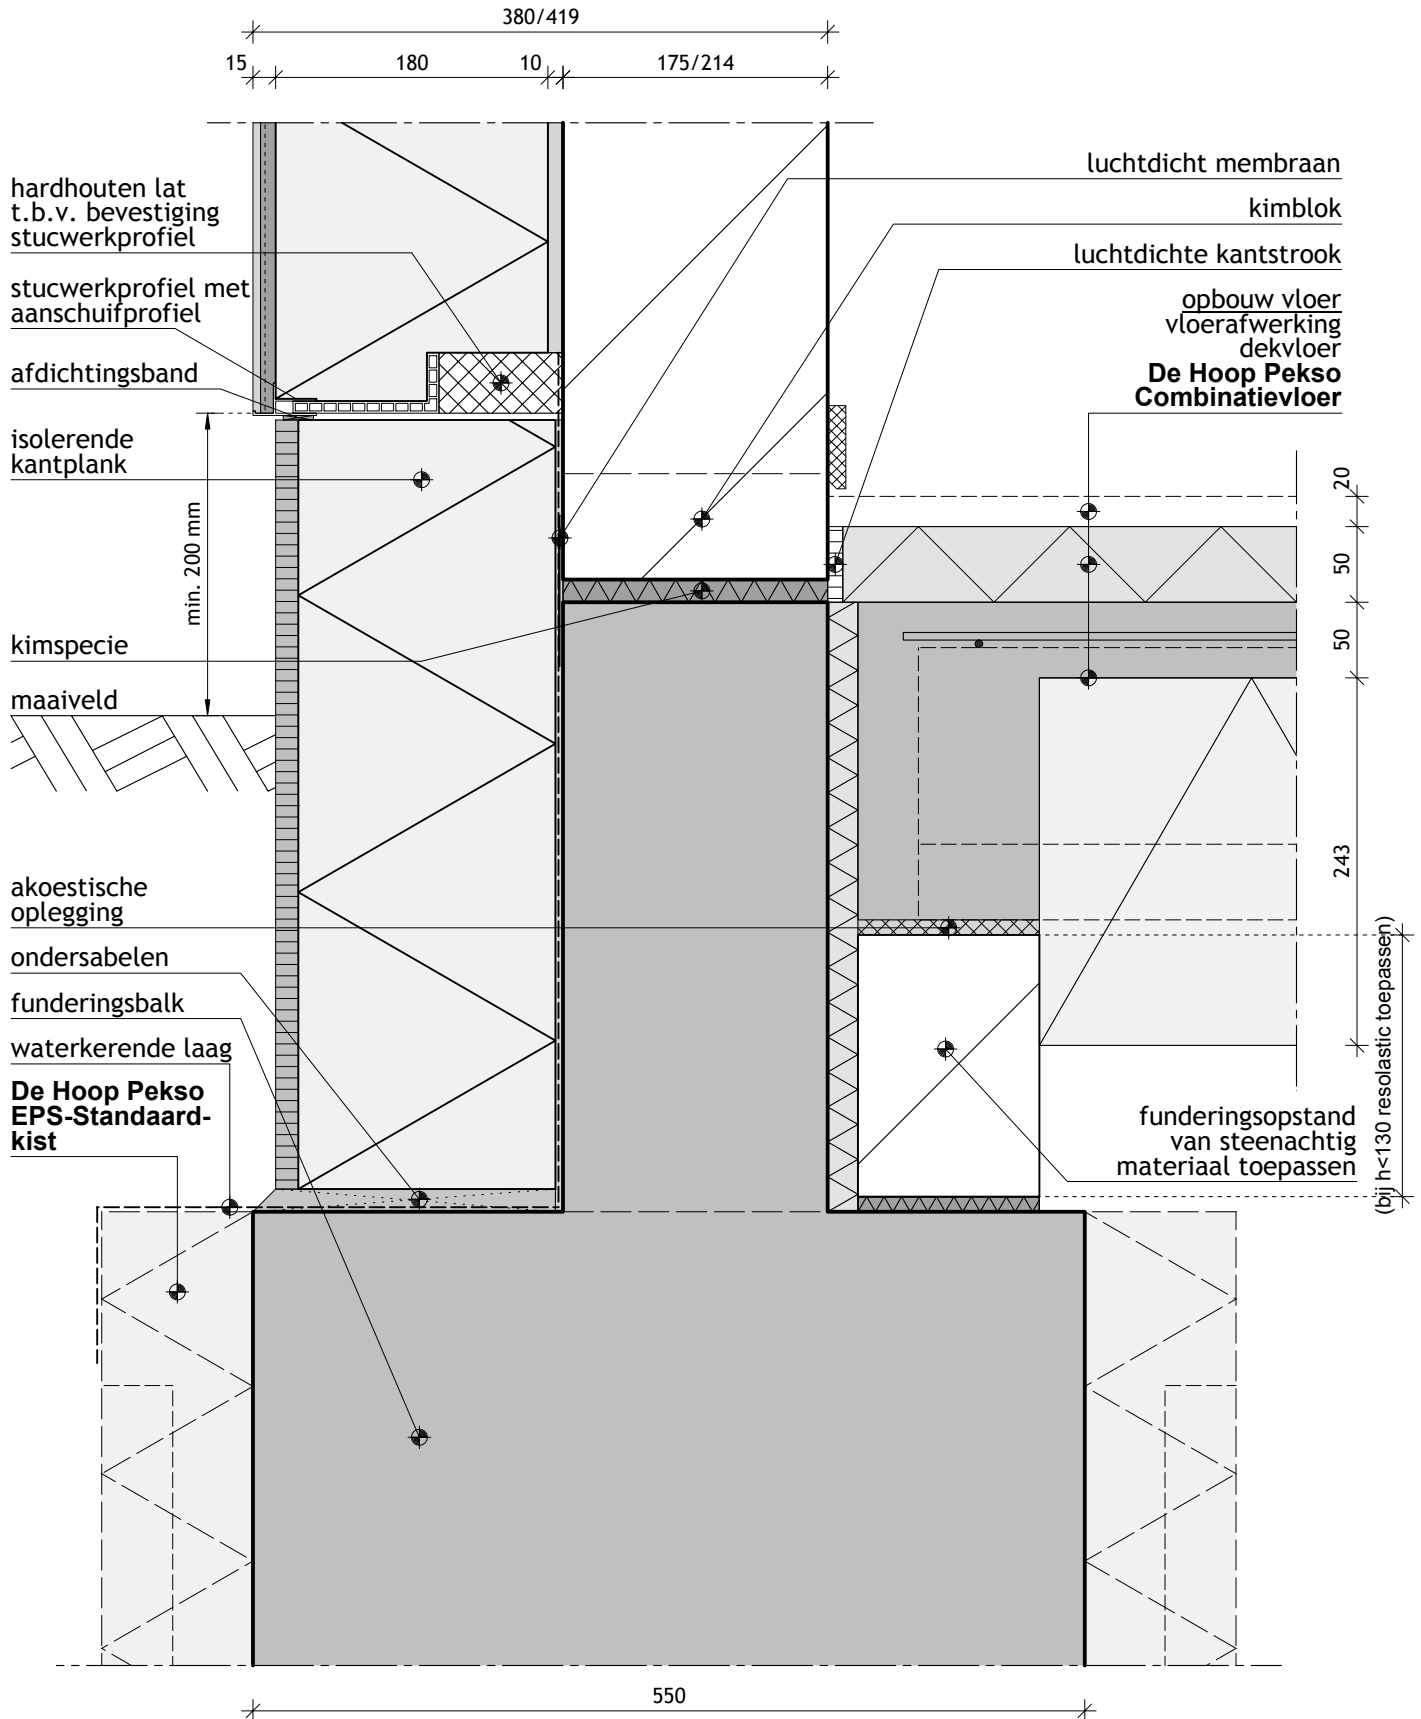 380/419
15
180
10
175/214
hardhouten lat
t.b.v. bevestiging
stucwerkprofiel
stucwerkprofiel met
aanschuifprofiel
afdichtingsband
isolerende
kantplank
min. 200 mm
kimspecie
maaiveld
akoestische
oplegging
ondersabelen
funderingsbalk
waterkerende laag
De Hoop Pekso
EPS-Standaard-
kist
luchtdicht membraan
kimblok
luchtdichte kantstrook
opbouw vloer
vloerafwerking
dekvloer
De Hoop Pekso
Combinatievloer
20
50
50
243
(bij h<130 resolastic toepassen)
funderingsopstand
van steenachtig
materiaal toepassen
550